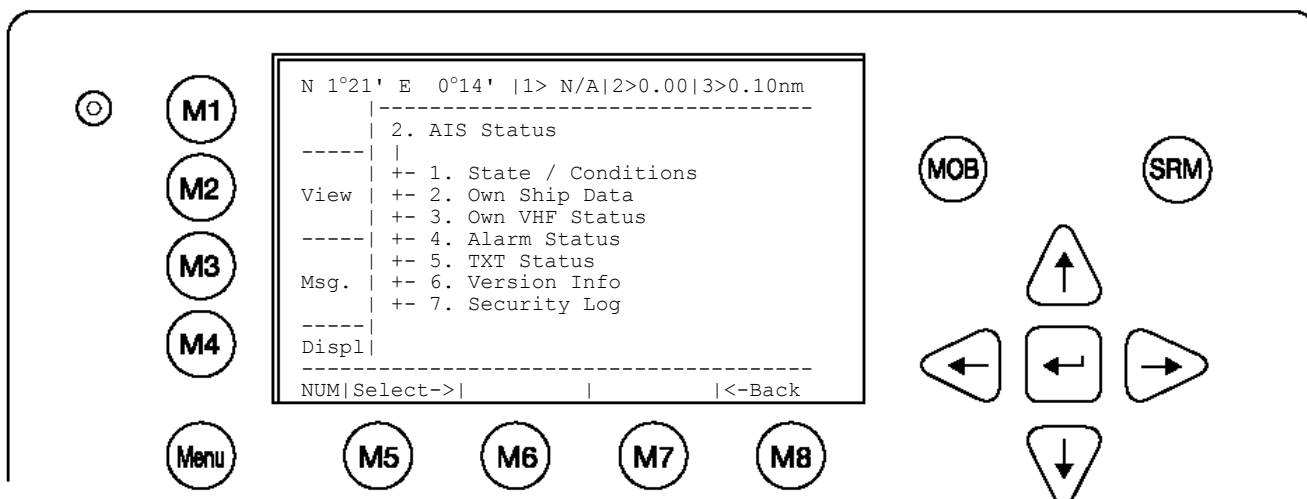 N 1°21' E  0°14' |1> N/A|2>0.00|3>0.10nm
     |----------------------------------
M1
     | 2. AIS Status
-----| |
     | +- 1. State / Conditions
M2
View | +- 2. Own Ship Data
     | +- 3. Own VHF Status
-----| +- 4. Alarm Status
     | +- 5. TXT Status
M3
Msg. | +- 6. Version Info
     | +- 7. Security Log
-----|
M4
Displ|
----------------------------------------
NUM|Select->|         |         |<-Back
MOB
SRM
Menu
M5
M6
M7
M8